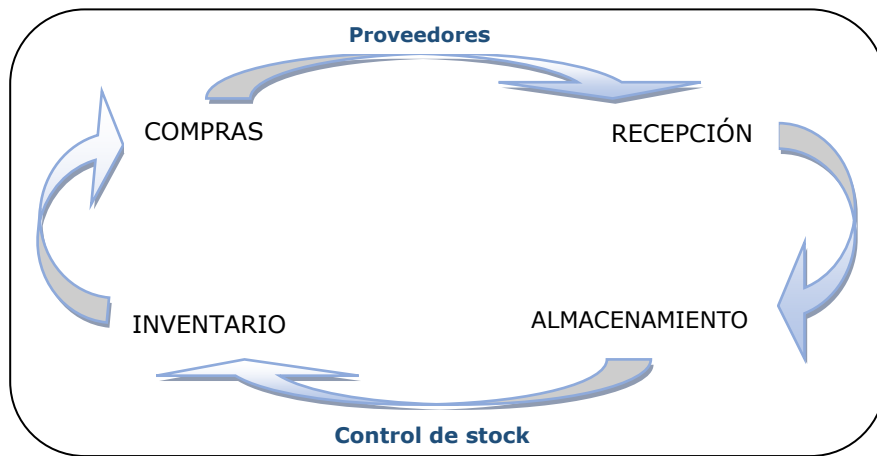 Proveedores
COMPRAS
RECEPCIÓN
INVENTARIO
ALMACENAMIENTO
Control de stock